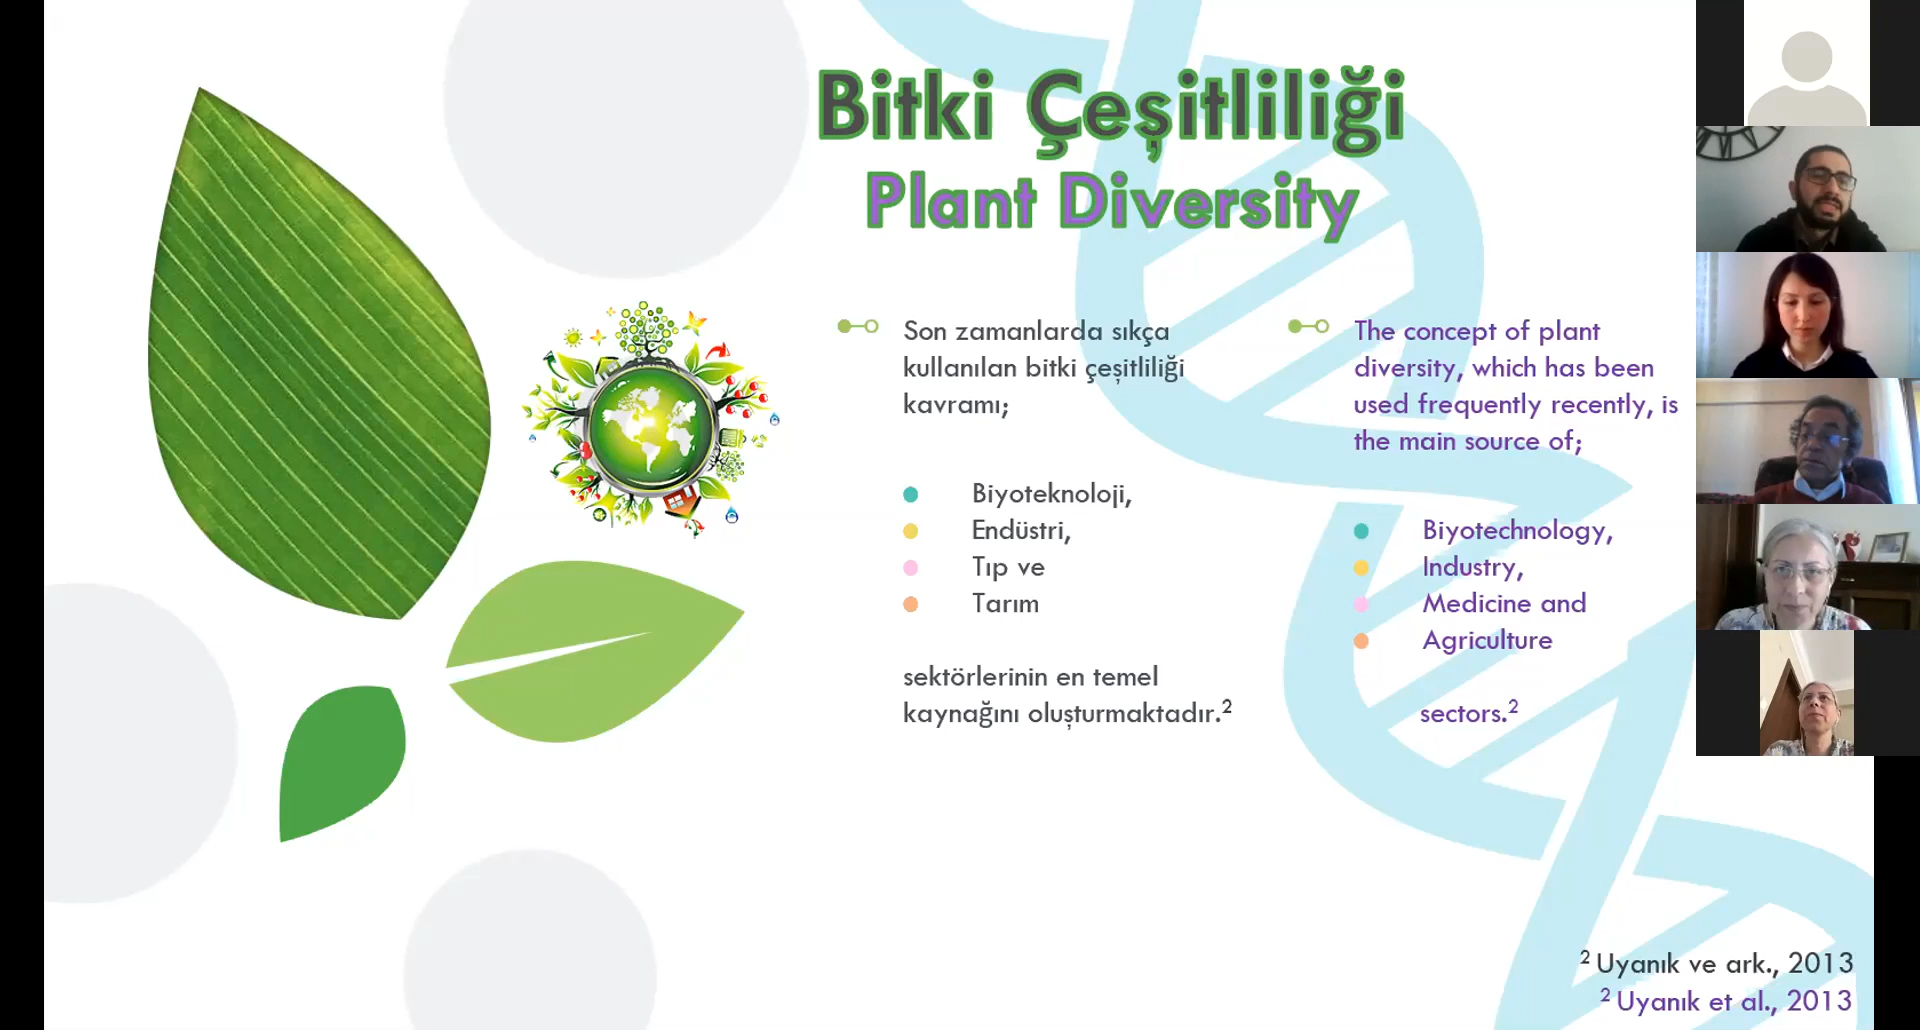 Bitki Çeşitliliği
Plant Diversity
Son zamanlarda sıkça
kullanılan bitki çeşitliliği
kavramı;
Biyoteknoloji,
Endüstri,
Tıp ve
Tarım
sektörlerinin en temel
kaynağını oluşturmaktadır.²
The concept of plant
diversity, which has been
used frequently recently, is
the main source of;
Biyotechnology,
Industry,
Medicine and
Agriculture
sectors.²
² Uyanık ve ark., 2013
² Uyanık et al., 2013